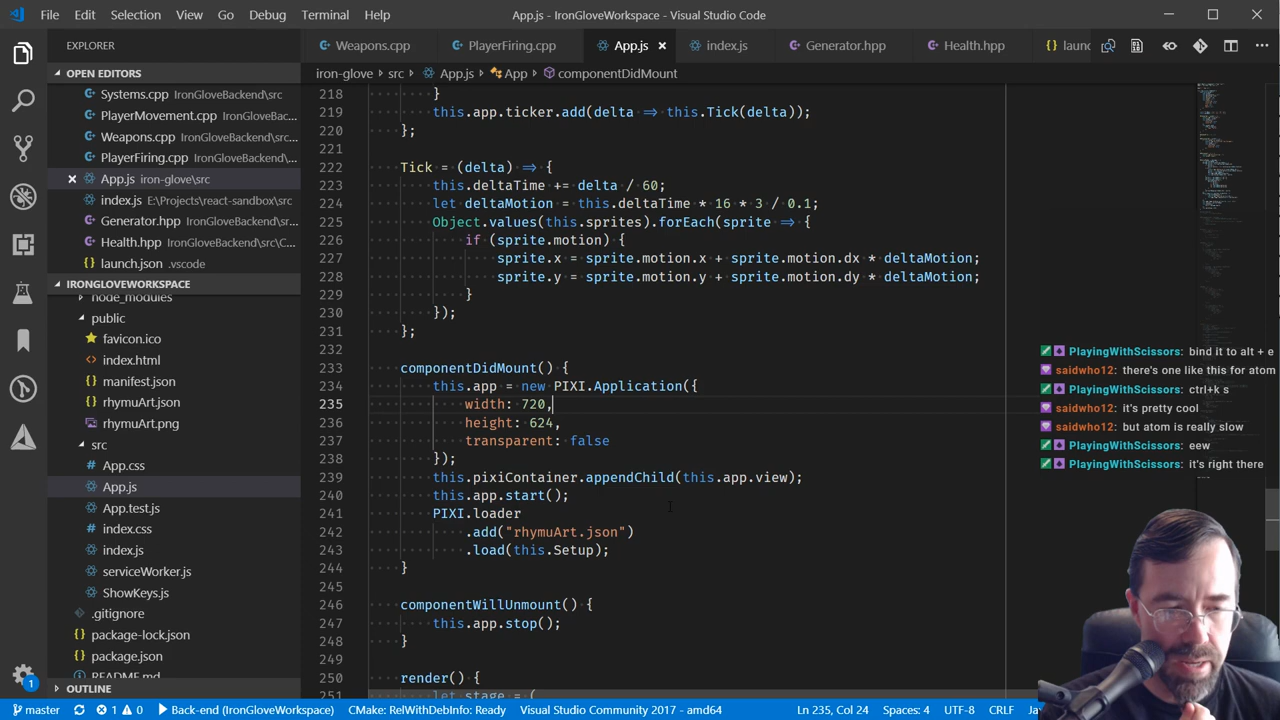 File Edit Selection View Go Debug Terminal Help App.js - IronGloveWorkspace - Visual Studio Code
EXPLORER
OPEN EDITORS
Systems.cpp IronGloveBackend\src
PlayerMovement.cpp IronGloveBac...
Weapons.cpp IronGloveBackend\src
PlayerFiring.cpp IronGloveBackend\...
App.js iron-glove\src
index.js E:\Projects\react-sandbox\src
Generator.hpp IronGloveBackend\sr...
Health.hpp IronGloveBackend\src\C...
launch.json .vscode
IRONGLOVEWORKSPACE
node_modules
public
favicon.ico
index.html
manifest.json
rhymuArt.json
rhymuArt.png
src
App.css
App.js
App.test.js
index.css
index.js
serviceWorker.js
ShowKeys.js
.gitignore
package-lock.json
package.json
README.md
OUTLINE
Weapons.cpp PlayerFiring.cpp App.js index.js Generator.hpp Health.hpp launc
iron-glove > src > App.js > App > componentDidMount
218 }
219 this.app.ticker.add(delta => this.Tick(delta));
220 };
221
222 Tick = (delta) => {
223 this.deltaTime += delta / 60;
224 let deltaMotion = this.deltaTime * 16 * 3 / 0.1;
225 Object.values(this.sprites).forEach(sprite => {
226 if (sprite.motion) {
227 sprite.x = sprite.motion.x + sprite.motion.dx * deltaMotion;
228 sprite.y = sprite.motion.y + sprite.motion.dy * deltaMotion;
229 }
230 });
231 };
232
233 componentDidMount() {
234 this.app = new PIXI.Application({
235 width: 720,
236 height: 624,
237 transparent: false
238 });
239 this.pixiContainer.appendChild(this.app.view);
240 this.app.start();
241 PIXI.loader
242 .add("rhymuArt.json")
243 .load(this.Setup);
244 }
245
246 componentWillUnmount() {
247 this.app.stop();
248 }
249
250 render() {
251 let stage = (
PlayingWithScissors: bind it to alt + e
saidwho12: there's one like this for atom
PlayingWithScissors: ctrl+k s
saidwho12: it's pretty cool
saidwho12: but atom is really slow
PlayingWithScissors: eew
PlayingWithScissors: it's right there
1
master 1 0 Back-end (IronGloveWorkspace) CMake: RelWithDebInfo: Ready Visual Studio Community 2017 - amd64 Ln 235, Col 24 Spaces: 4 UTF-8 CRLF